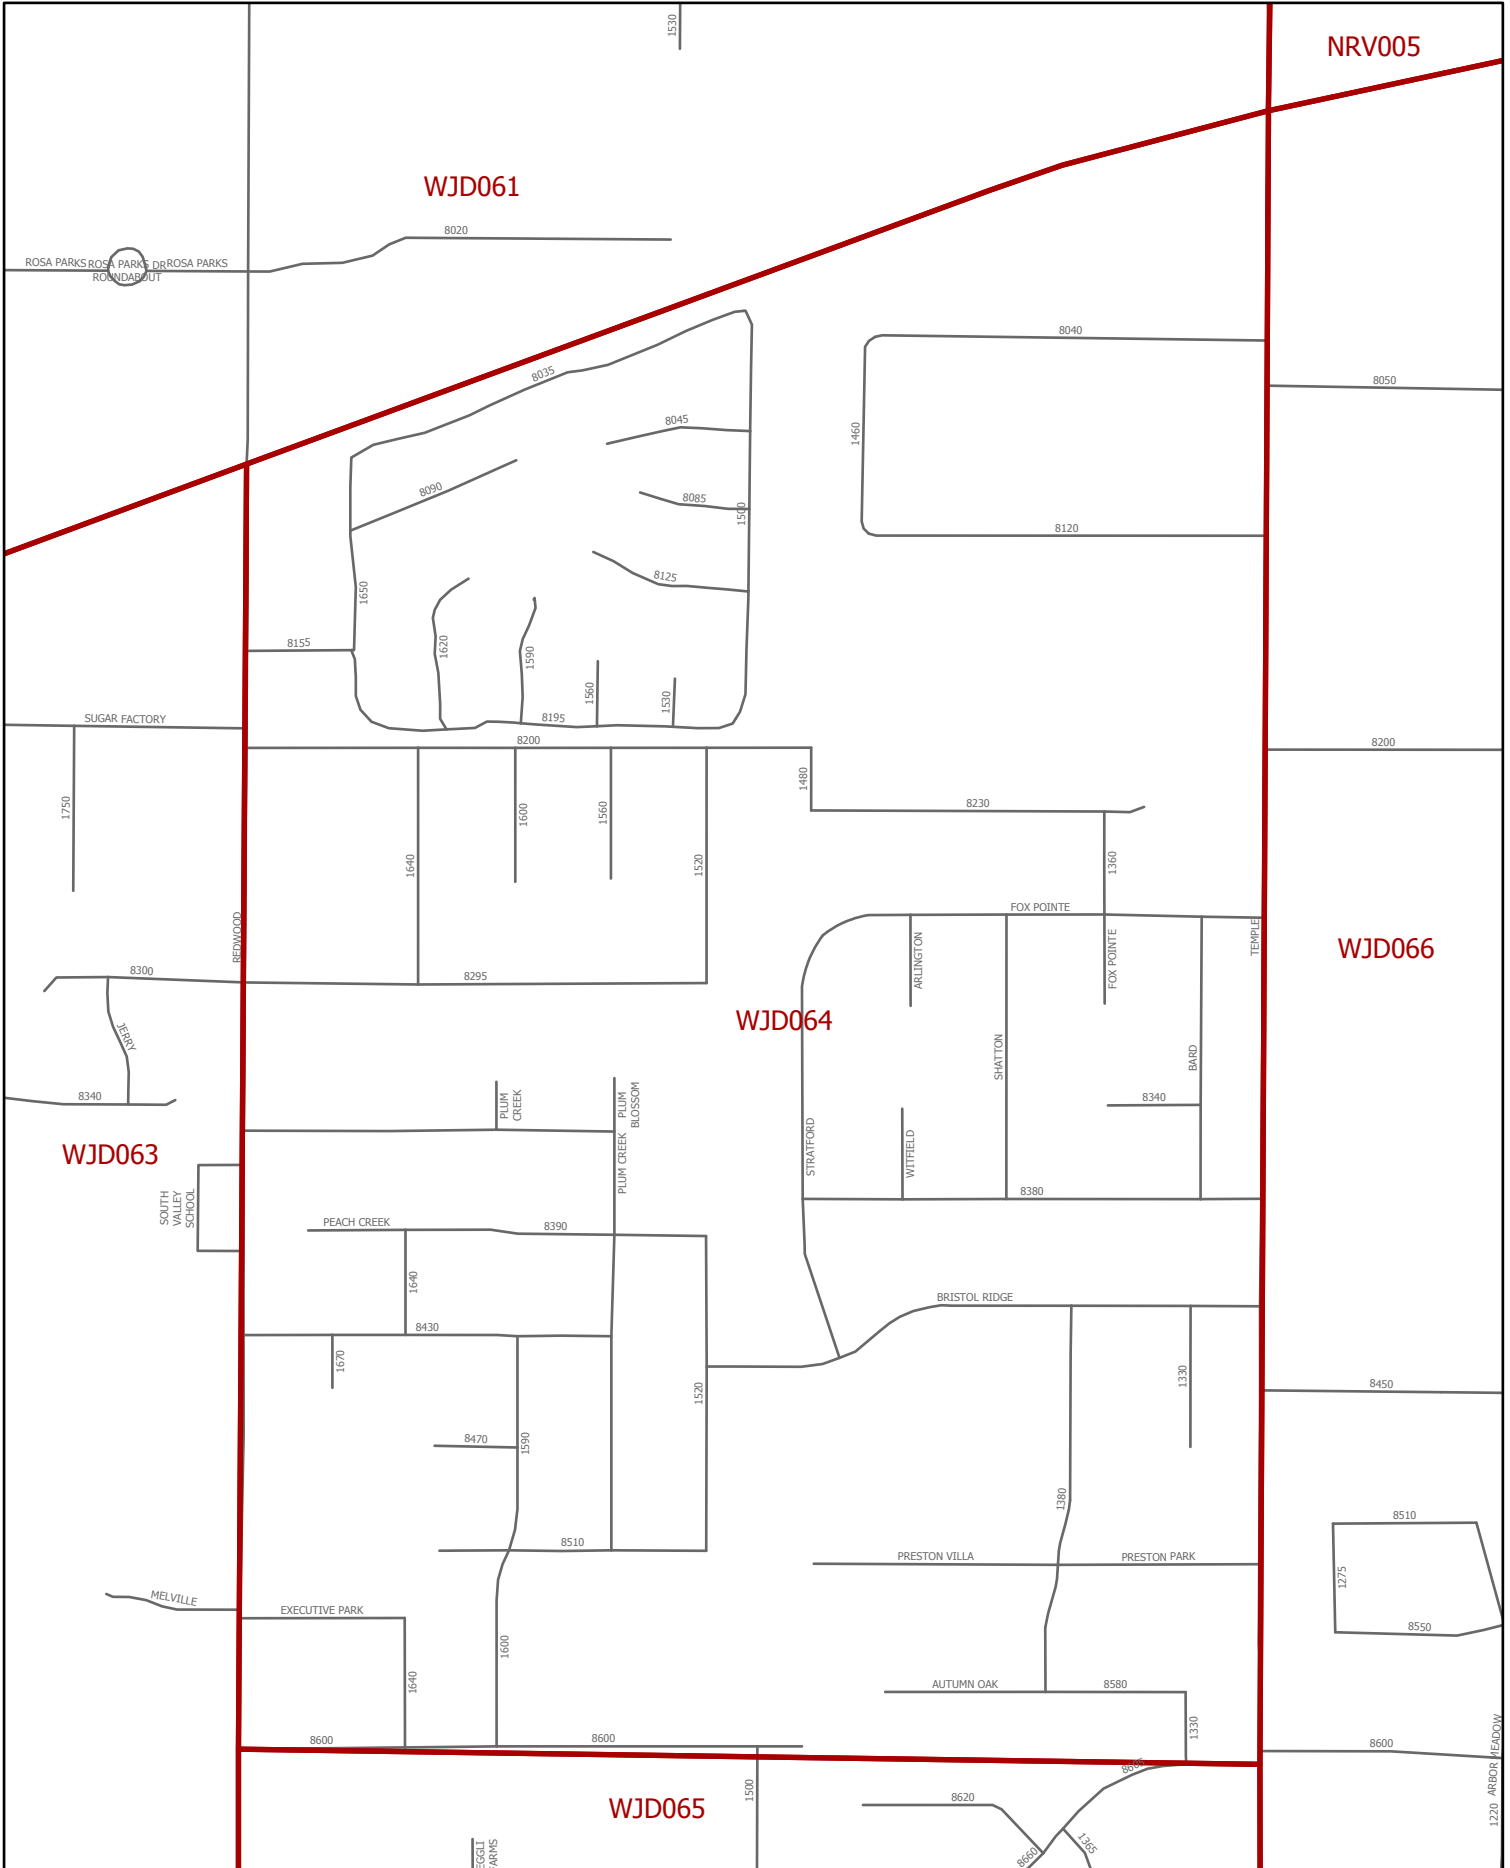 1530
NRV005
WJD061
8020
ROSA PARKS
ROSA PARKS DR
ROUNDABOUT
ROSA PARKS
8040
8035
8050
8045
1460
8090
8085
1500
8120
8125
1650
8155
1620
1590
1560
1530
SUGAR FACTORY
8195
8200
8200
1480
1750
1600
1560
8230
1640
1520
1360
FOX POINTE
REDWOOD
TEMPLE
WJD066
ARLINGTON
FOX POINTE
8300
8295
WJD064
JERRY
SHATTON
BARD
8340
PLUM
CREEK
PLUM
BLOSSOM
8340
WJD063
PLUM CREEK
STRATFORD
WITFIELD
SOUTH
VALLEY
SCHOOL
8380
PEACH CREEK
8390
1640
BRISTOL RIDGE
8430
1670
1330
1520
8450
8470
1590
1380
8510
8510
PRESTON VILLA
PRESTON PARK
1275
MELVILLE
EXECUTIVE PARK
8550
1600
1640
AUTUMN OAK
8580
1330
8600
8600
8600
ARBOR MEADOW
1220
8605
1500
WJD065
8620
1365
8660
EGGLI
FARMS